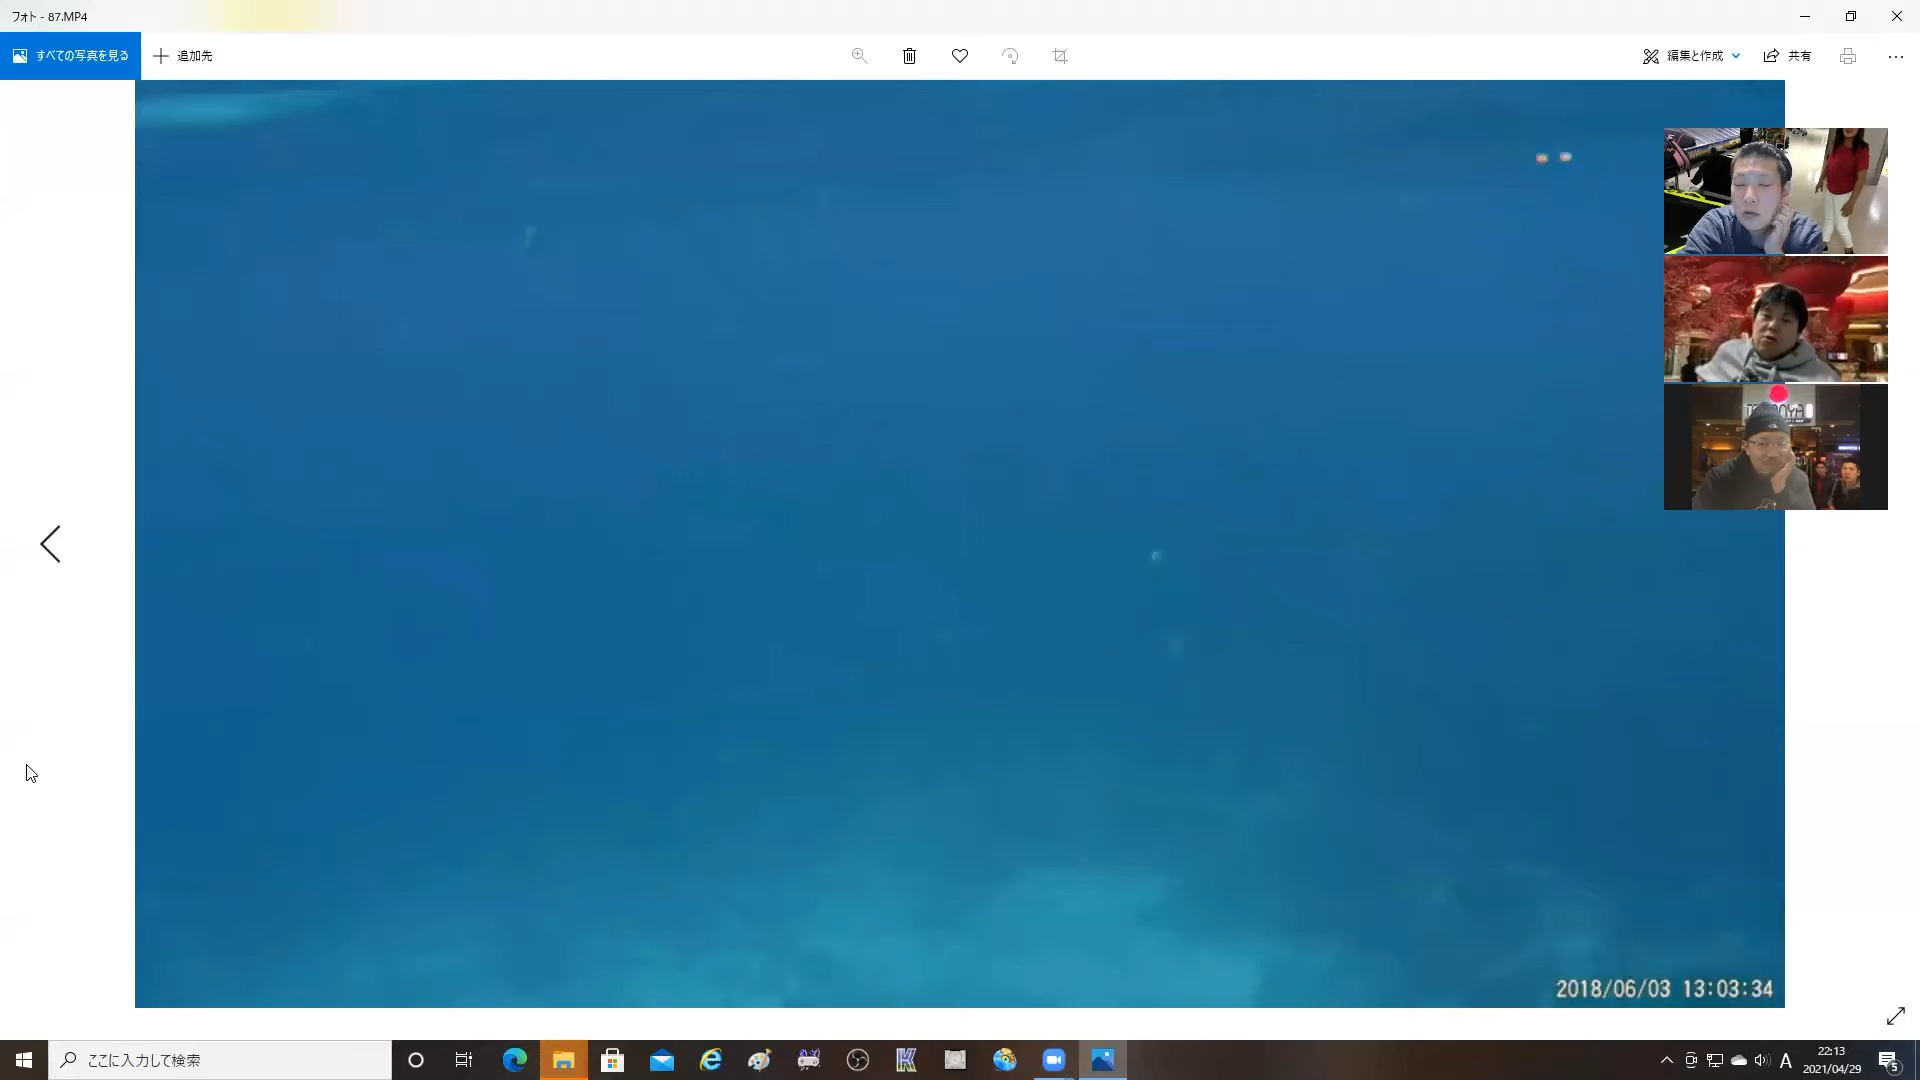 フォト - 87.MP4
すべての写真を見る
追加先
編集と作成
共有
2018/06/03 13:03:34
ここに入力して検索
A
22:13
2021/04/29
5